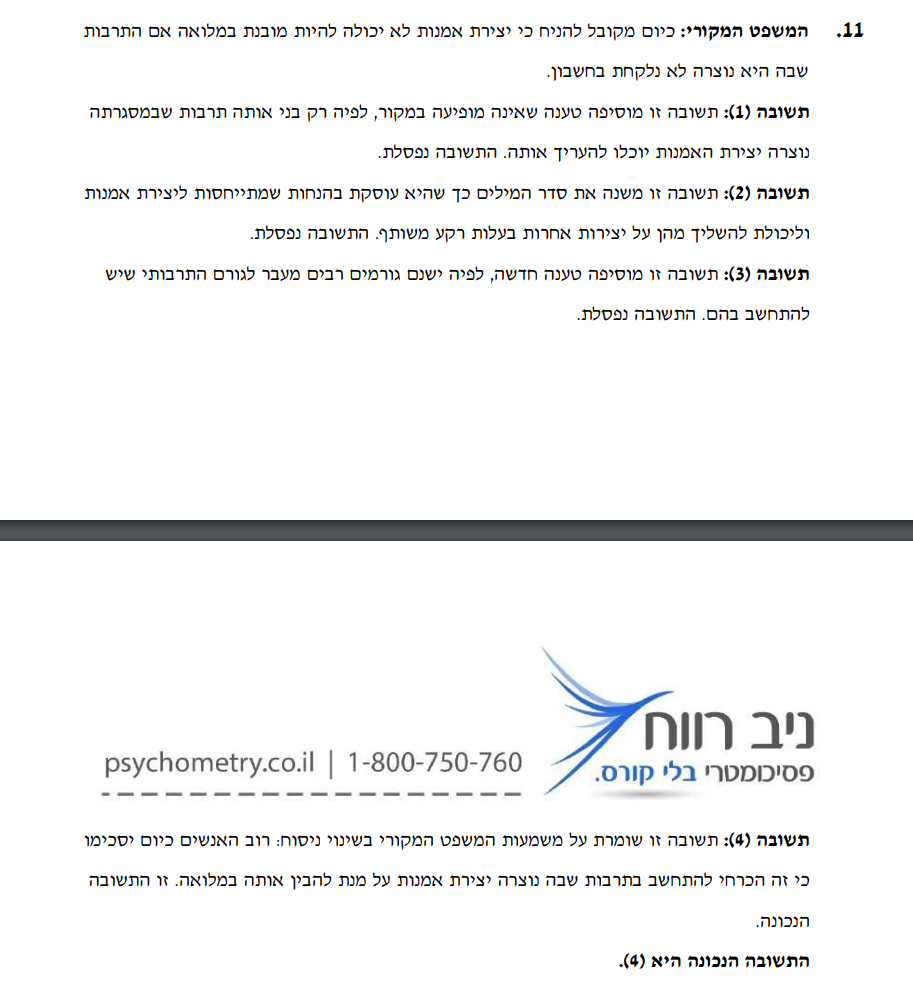 11. המשפט המקורי: כיום מקובל להניח כי יצירת אמנות לא יכולה להיות מובנת במלואה אם התרבות
שבה היא נוצרה לא נלקחת בחשבון.
תשובה (1): תשובה זו מוסיפה טענה שאינה מופיעה במקור, לפיה רק בני אותה תרבות שבמסגרתה
נוצרה יצירת האמנות יוכלו להעריך אותה. התשובה נפסלת.
תשובה (2): תשובה זו משנה את סדר המילים כך שהיא עוסקת בהנחות שמתייחסות ליצירת אמנות
וליכולת להשליך מהן על יצירות אחרות בעלות רקע משותף. התשובה נפסלת.
תשובה (3): תשובה זו מוסיפה טענה חדשה, לפיה ישנם גורמים רבים מעבר לגורם התרבותי שיש
להתחשב בהם. התשובה נפסלת.
ניב רווח
פסיכומטרי בלי קורס.
psychometry.co.il | 1-800-750-760
תשובה (4): תשובה זו שומרת על משמעות המשפט המקורי בשינוי ניסוח: רוב האנשים כיום יסכימו
כי זה הכרחי להתחשב בתרבות שבה נוצרה יצירת אמנות על מנת להבין אותה במלואה. זו התשובה
הנכונה.
התשובה הנכונה היא (4).